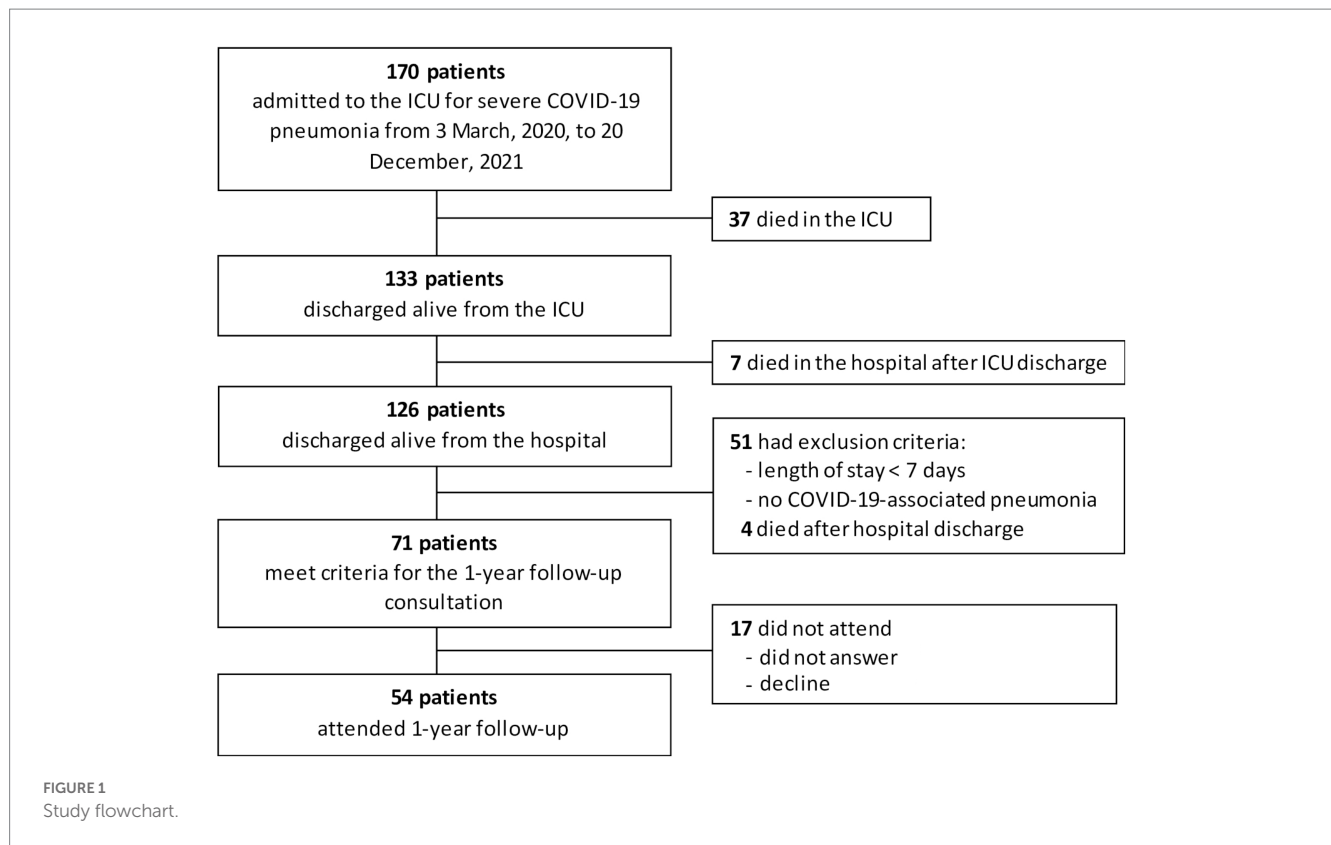 170 patients
admitted to the ICU for severe COVID-19
pneumonia from 3 March, 2020, to 20
December, 2021
37 died in the ICU
133 patients
discharged alive from the ICU
7 died in the hospital after ICU discharge
126 patients
discharged alive from the hospital
51 had exclusion criteria:
- length of stay < 7 days
- no COVID-19-associated pneumonia
4 died after hospital discharge
71 patients
meet criteria for the 1-year follow-up
consultation
17 did not attend
- did not answer
- decline
54 patients
attended 1-year follow-up
FIGURE 1
Study flowchart.